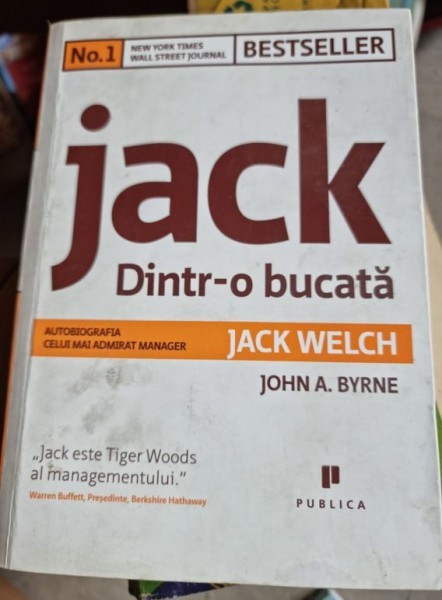 No.1
NEW YORK TIMES
WALL STREET JOURNAL
BESTSELLER
jack
Dintr-o bucată
AUTOBIOGRAFIA
CELUI MAI ADMIRAT MANAGER
JACK WELCH
JOHN A. BYRNE
„Jack este Tiger Woods
al managementului.”
Warren Buffett, Președinte, Berkshire Hathaway
PUBLICA